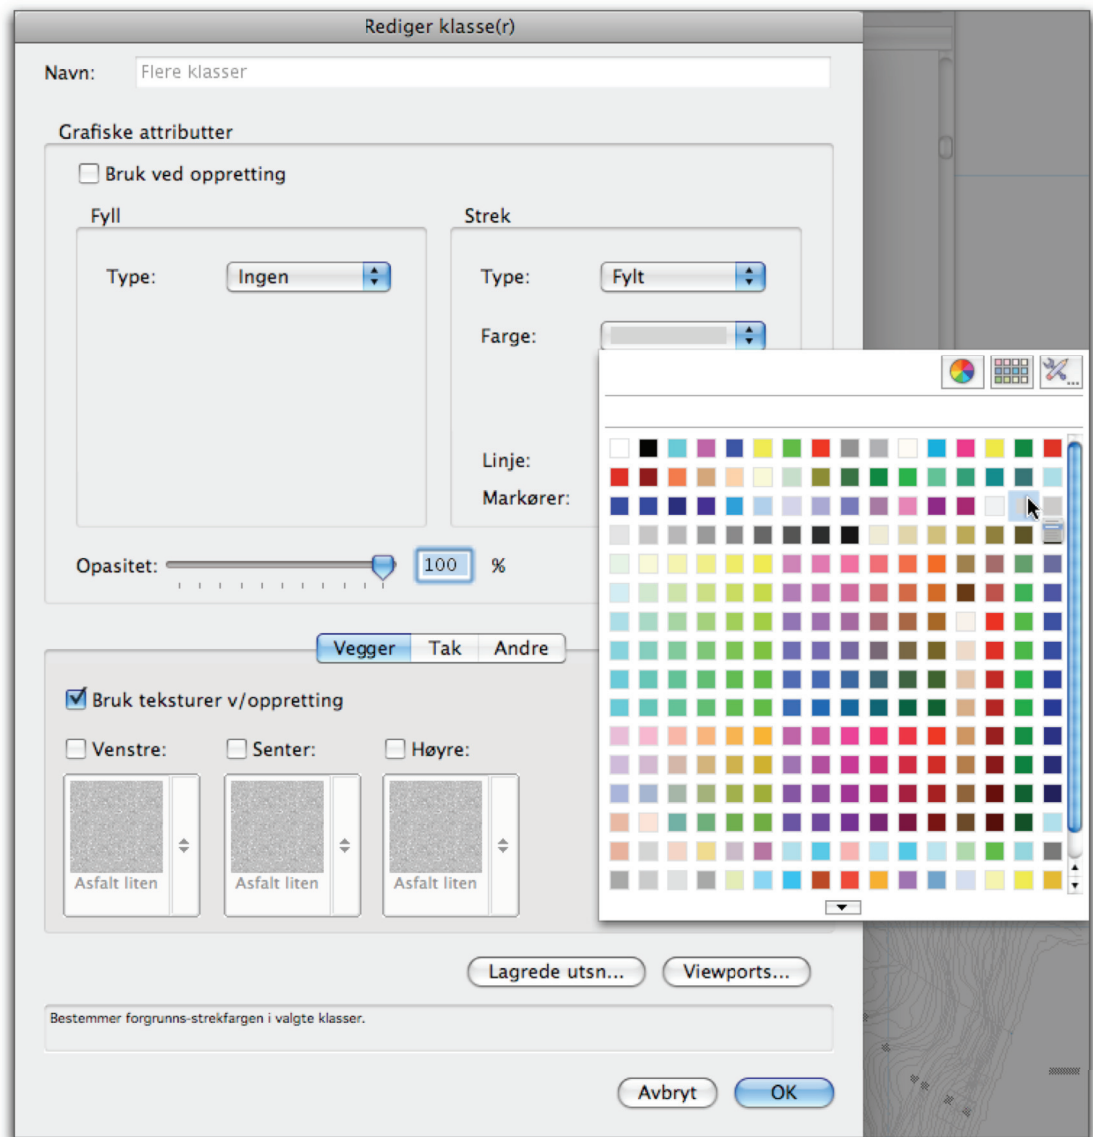 Rediger klasse(r)
Navn: Flere klasser
Grafiske attributter
Bruk ved oppretting
Fyll
Type: Ingen
Strek
Type: Fylt
Farge:
...
Linje:
Markører:
Opasitet: 100 %
Vegger Tak Andre
Bruk teksturer v/oppretting
Venstre: Senter: Høyre:
Asfalt liten Asfalt liten Asfalt liten
Lagrede utsn... Viewports...
Bestemmer forgrunns-strekfargen i valgte klasser.
Avbryt OK